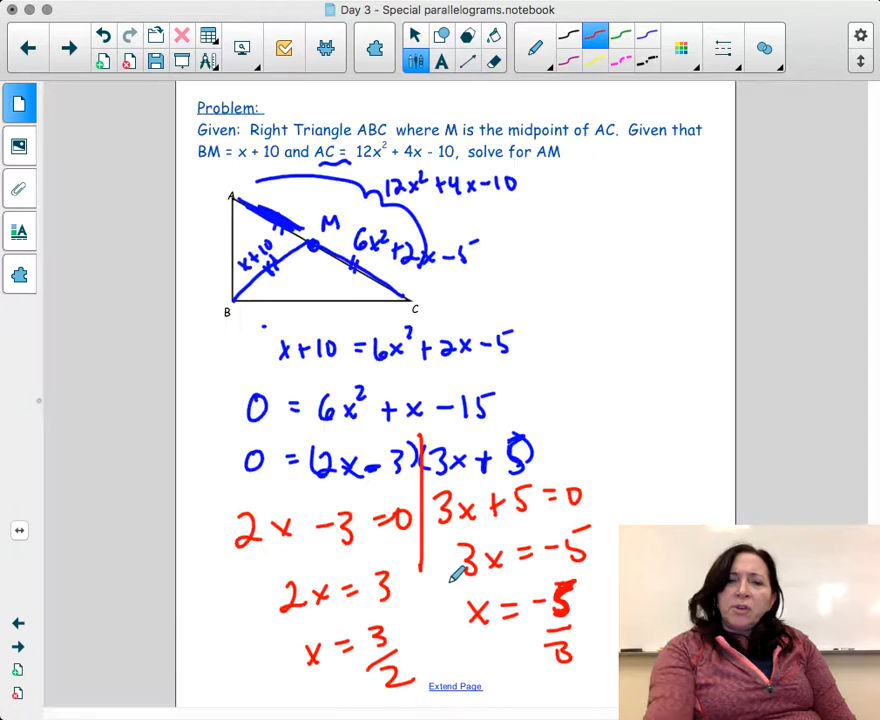 Day 3 - Special parallelograms.notebook
Problem:
Given: Right Triangle ABC where M is the midpoint of AC. Given that
BM = x + 10 and AC = 12x² + 4x - 10, solve for AM
12x² + 4x - 10
A
M
x+10
6x² + 2x - 5
B
C
x + 10 = 6x² + 2x - 5
0 = 6x² + x - 15
0 = (2x - 3)(3x + 5)
2x - 3 = 0
3x + 5 = 0
3x = -5
2x = 3
x = -5/3
x = 3/2
Extend Page